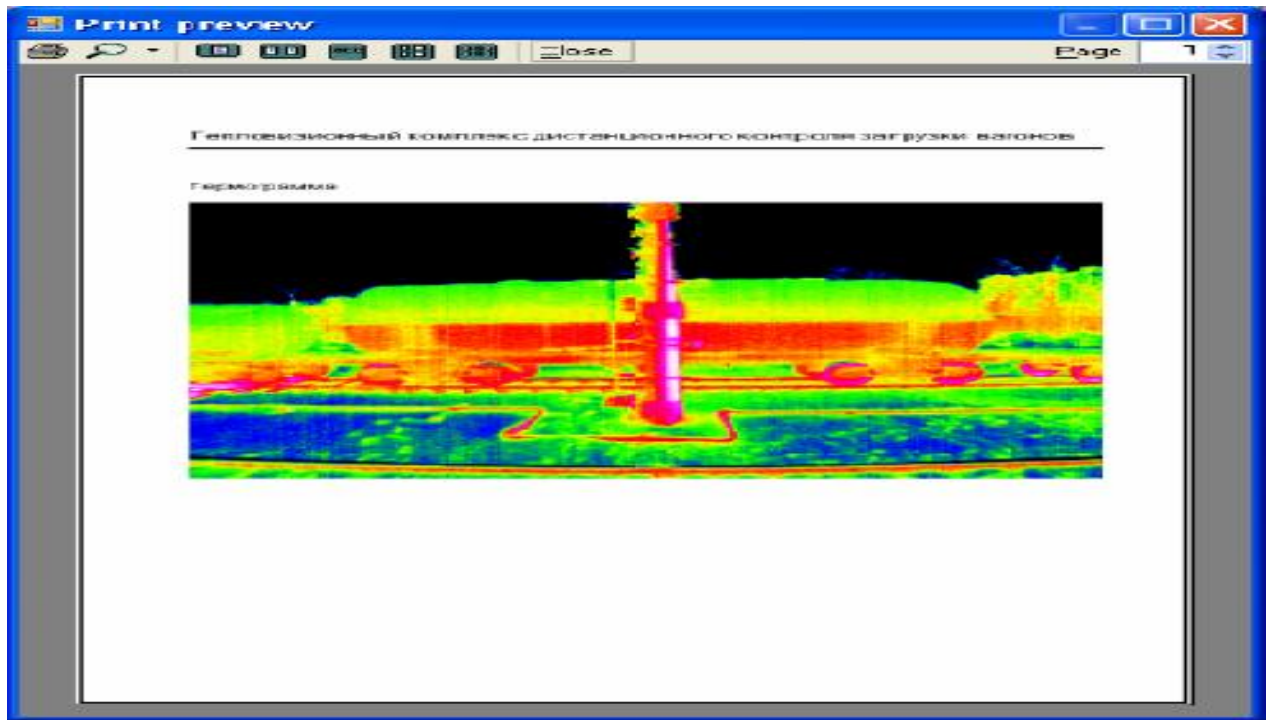 Print preview
Close
Page 1
Тепловизионный комплекс дистанционного контроля загрузки вагонов
Термограмма